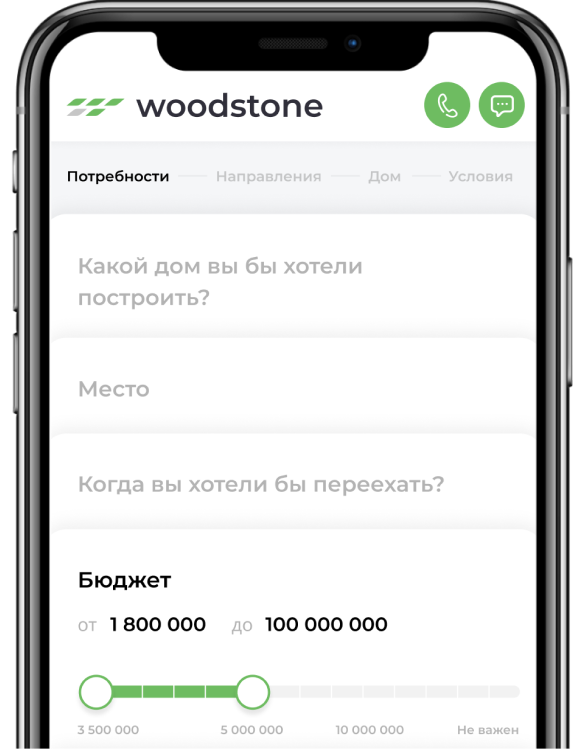 woodstone
Потребности Направления Дом Условия
Какой дом вы бы хотели
построить?
Место
Когда вы хотели бы переехать?
Бюджет
от 1 800 000 до 100 000 000
3 500 000 5 000 000 10 000 000 Не важен